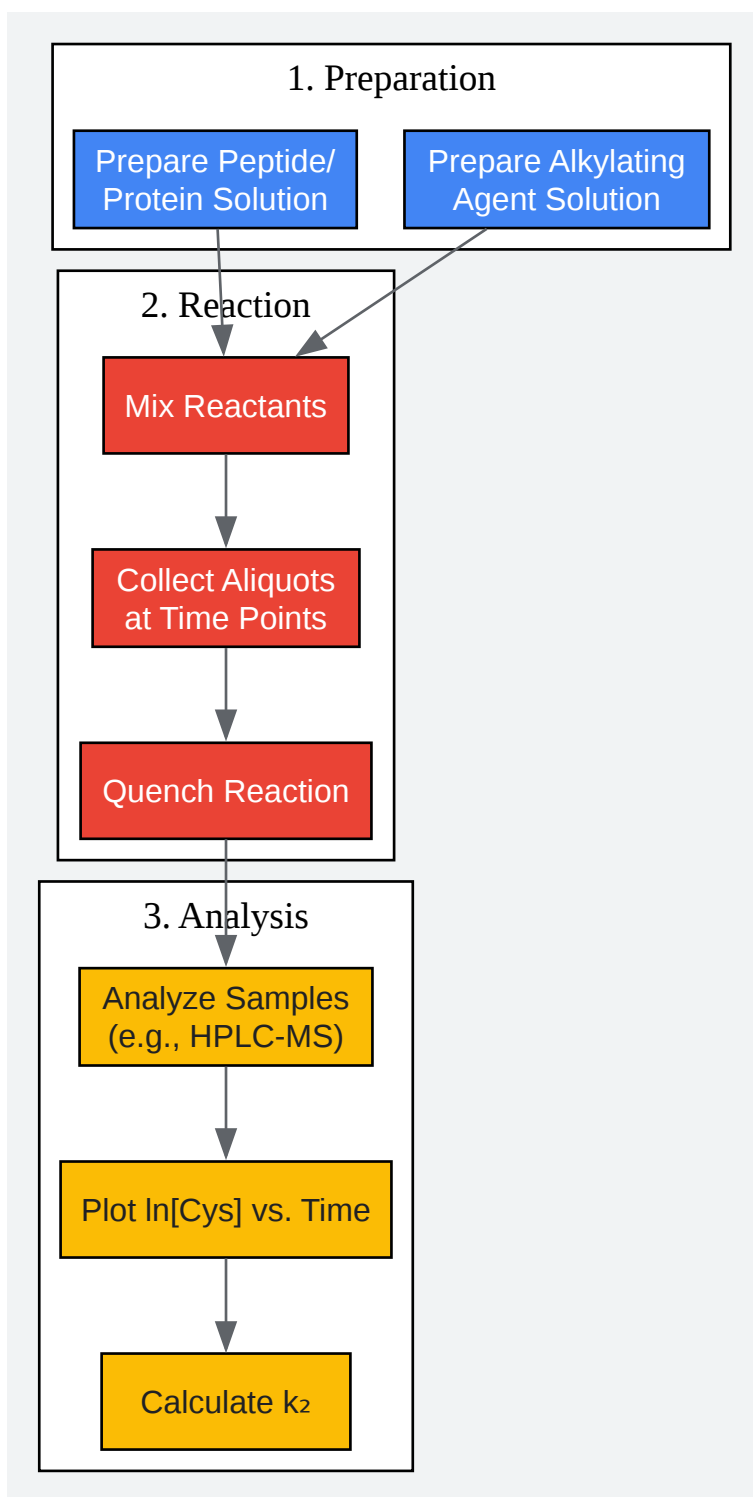 1. Preparation
Prepare Peptide/
Protein Solution
Prepare Alkylating
Agent Solution
2. Reaction
Mix Reactants
Collect Aliquots
at Time Points
Quench Reaction
3. Analysis
Analyze Samples
(e.g., HPLC-MS)
Plot ln[Cys] vs. Time
Calculate k₂